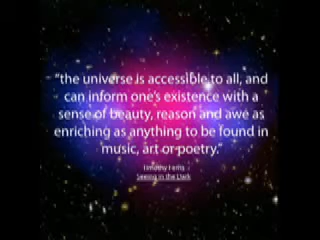 "the universe is accessible to all, and
can inform one's existence with a
sense of beauty, reason and awe as
enriching as anything to be found in
music, art or poetry."
Timothy Ferris
Seeing in the Dark